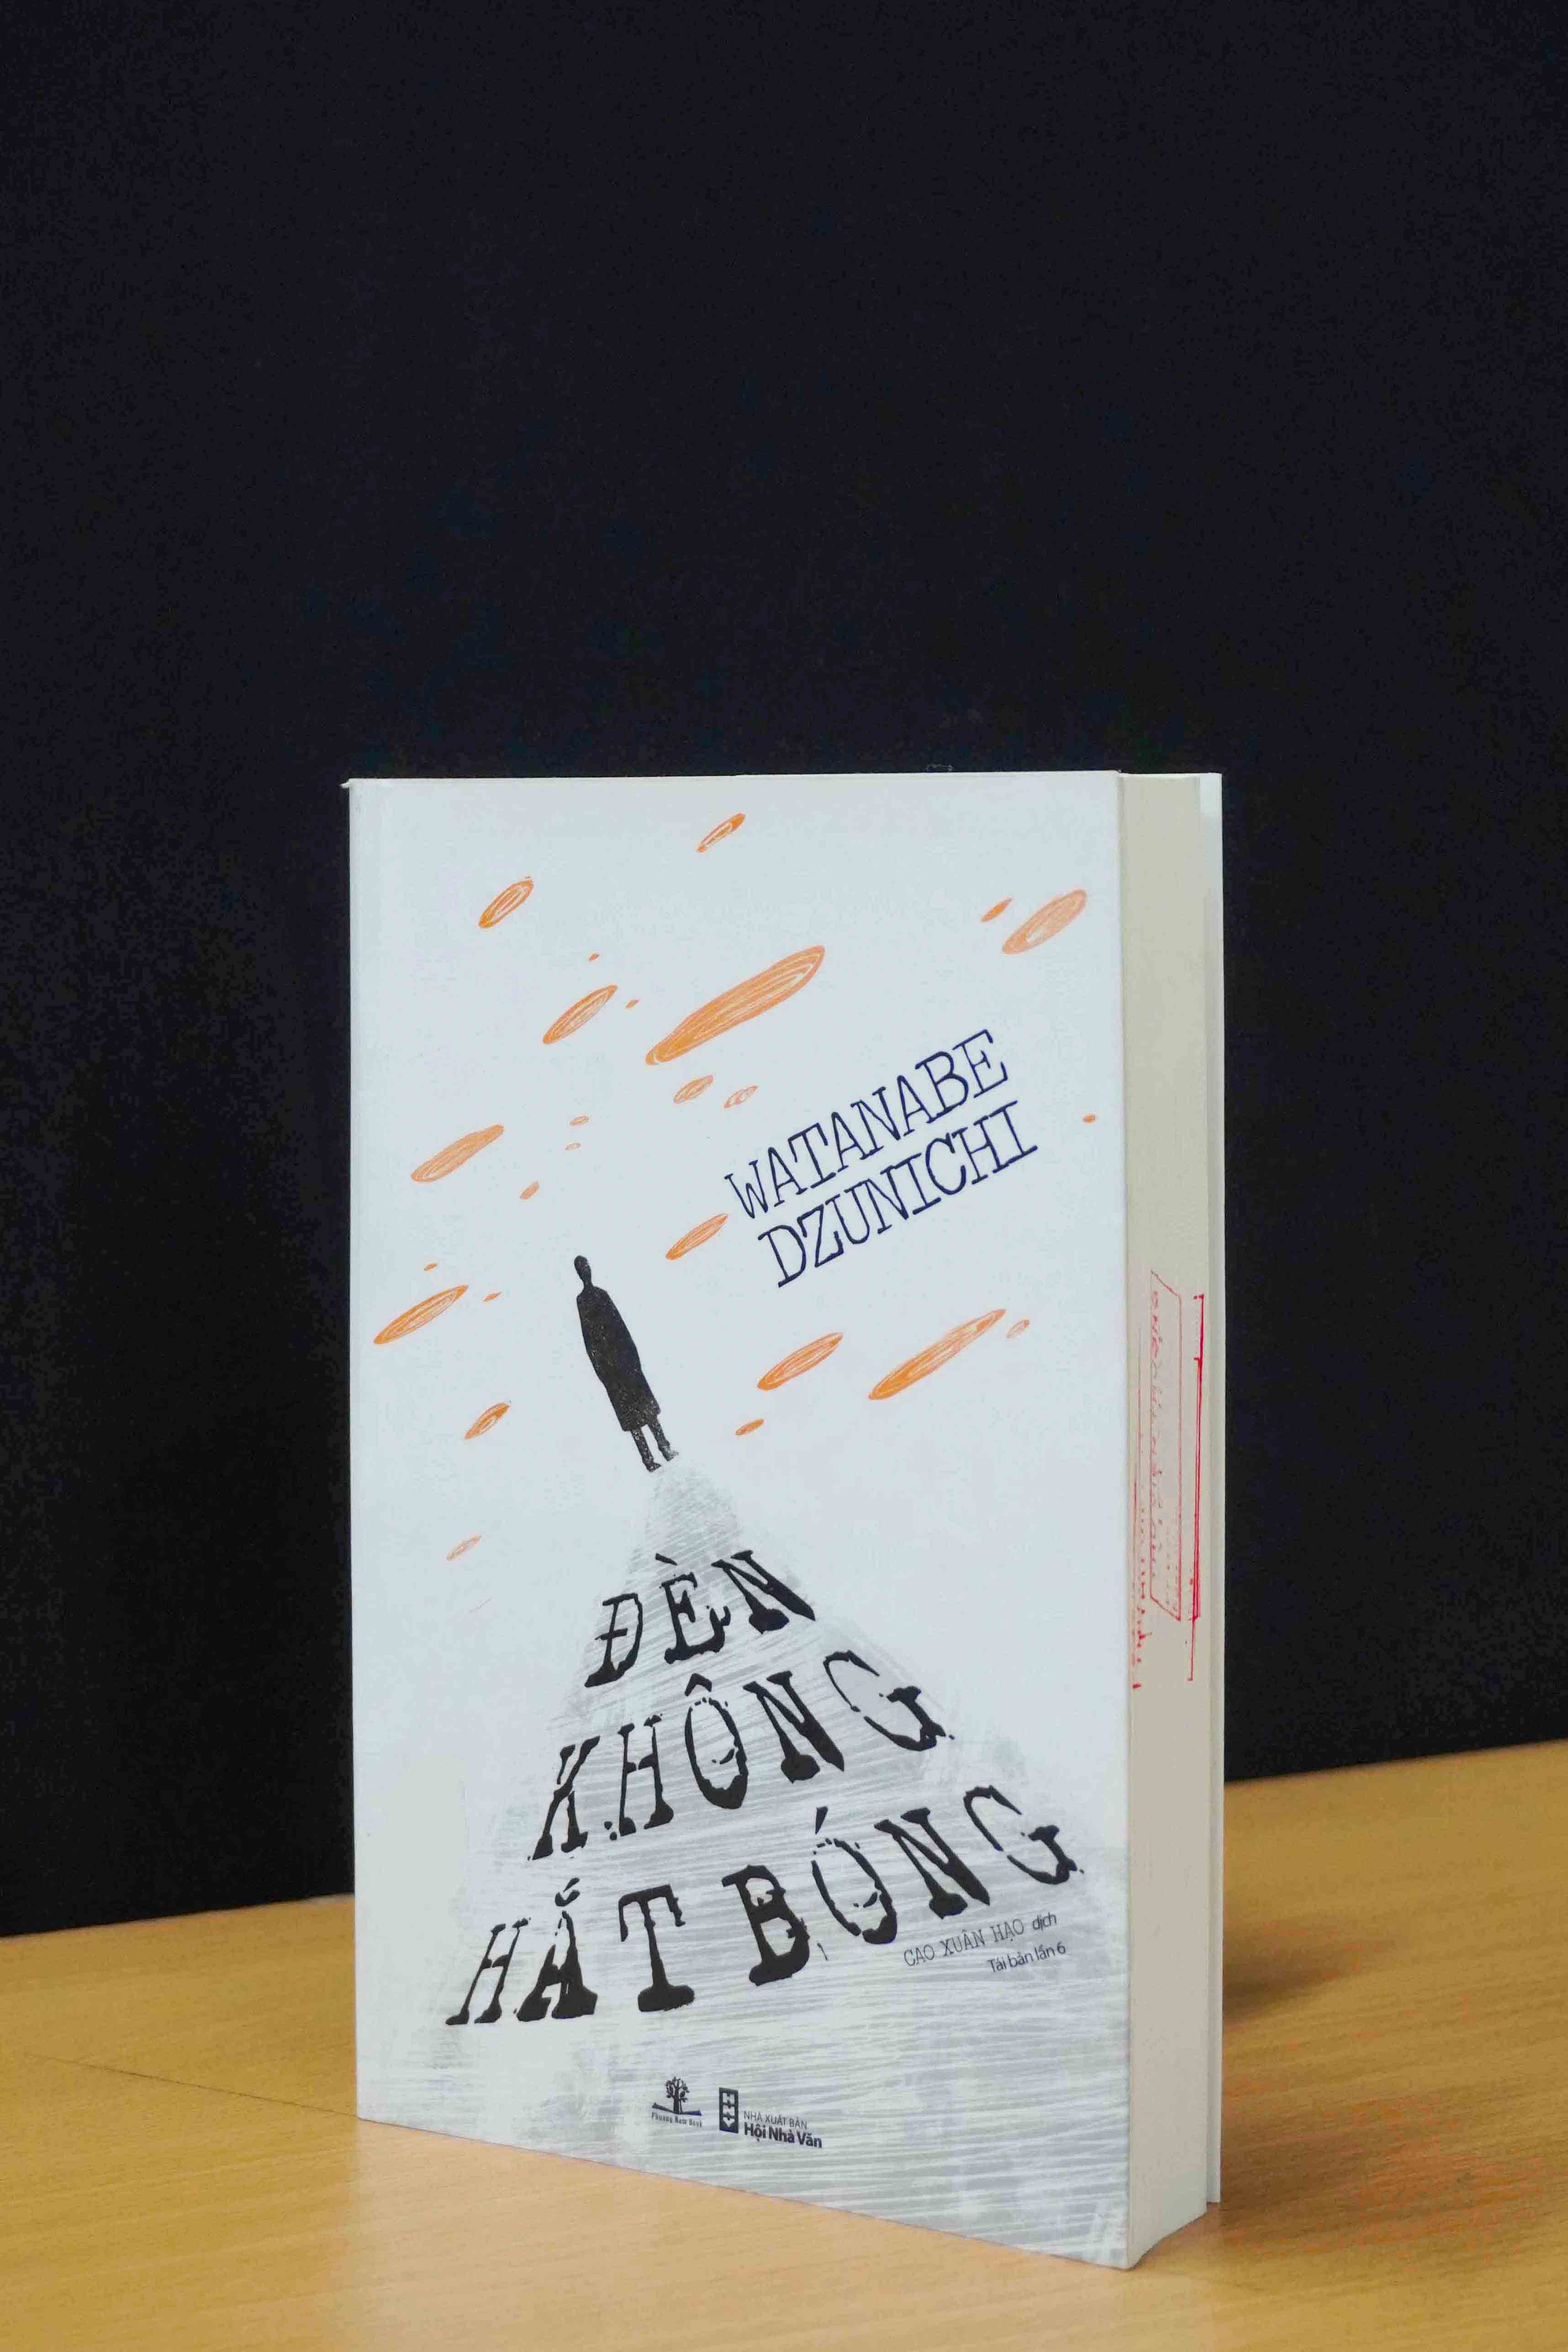 WATANABE
DZUNICHI
ĐÈN
KHÔNG
HẮT BÓNG
CAO XUÂN HẠO dịch
Tái bản lần 6
Phuong Nam Book
NHÀ XUẤT BẢN
Hội Nhà Văn